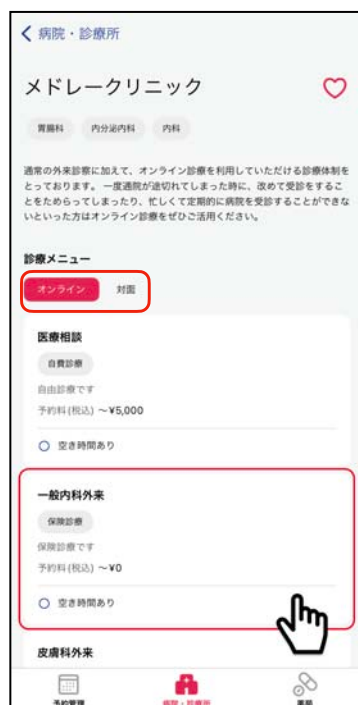 病院・診療所
メドレークリニック
胃腸科 内分泌内科 内科
通常の外来診察に加えて、オンライン診療を利用していただける診療体制を
とっております。一度通院が途切れてしまった時に、改めて受診をするこ
とをためらってしまったり、忙しくて定期的に病院を受診することができな
いといった方はオンライン診療をぜひご活用ください。
診療メニュー
オンライン 対面
医療相談
自費診療
自由診療です
予約料(税込) 〜¥5,000
空き時間あり
一般内科外来
保険診療
保険診療です
予約料(税込) 〜¥0
空き時間あり
皮膚科外来
予約管理 病院・診療所 薬局